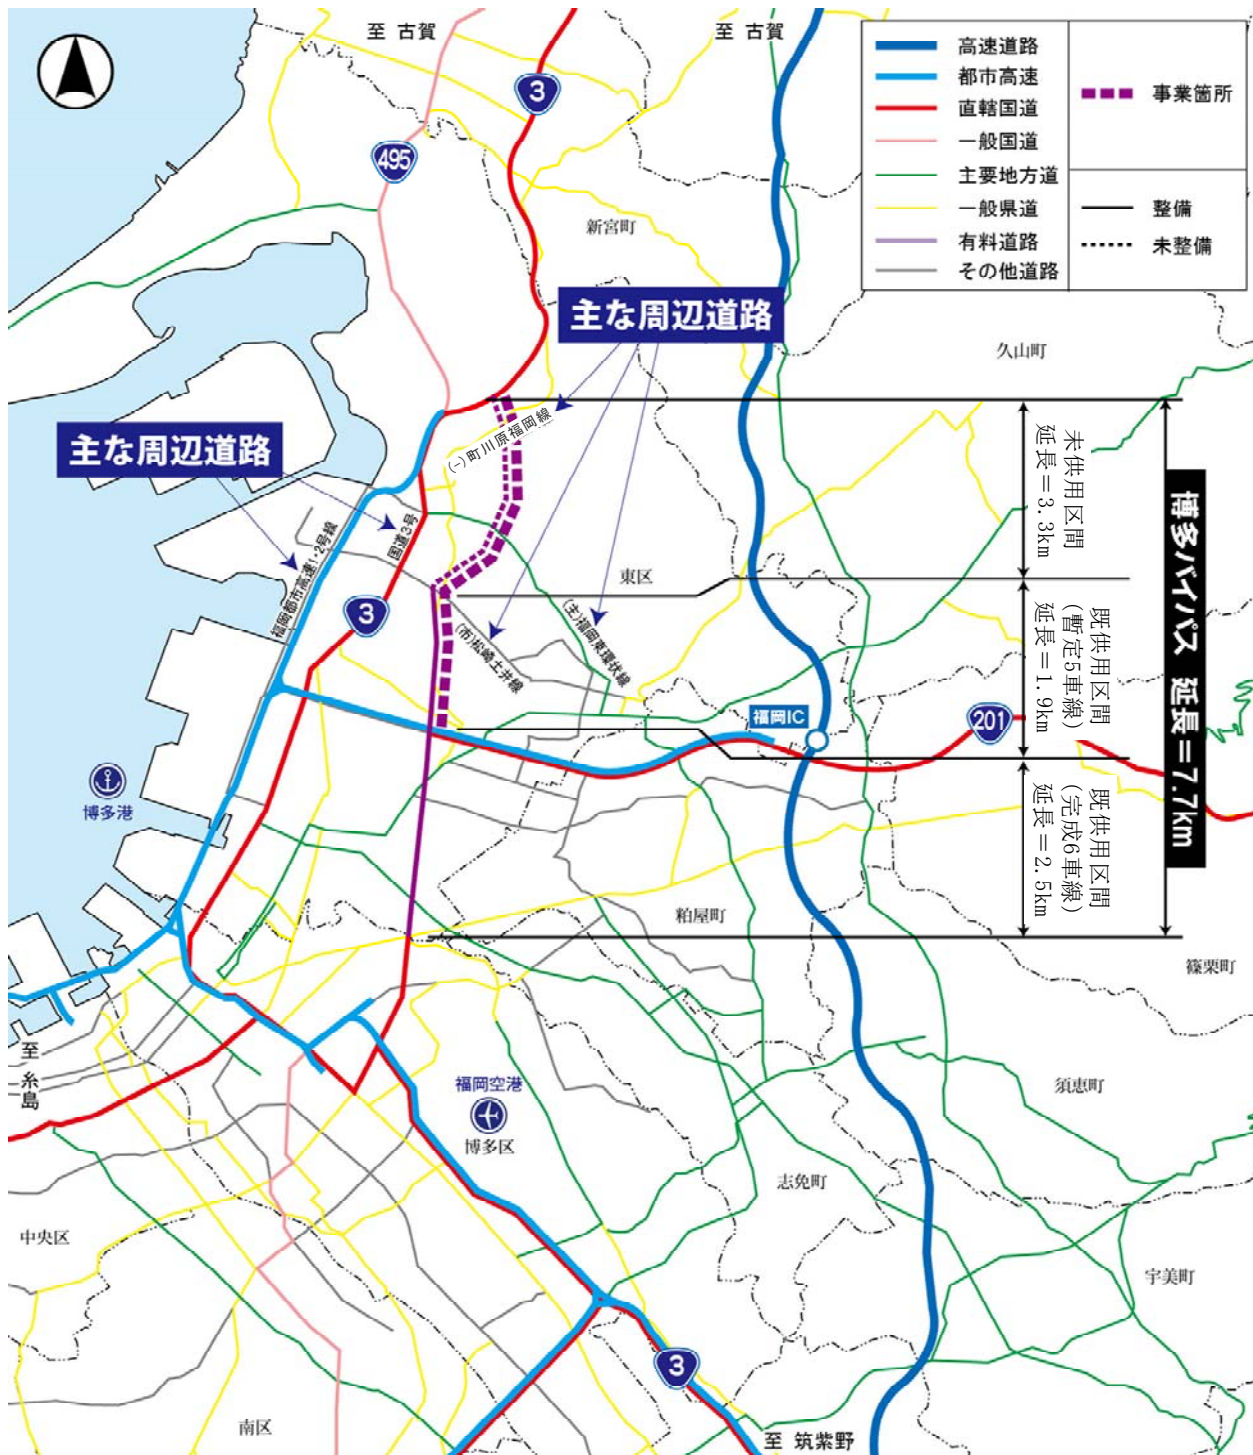 至 古賀
至 古賀
高速道路
都市高速
直轄国道
一般国道
主要地方道
一般県道
有料道路
その他道路
事業箇所
整備
未整備
3
495
新宮町
主な周辺道路
久山町
(一)町川原福岡線
主な周辺道路
未供用区間
延長=3.3km
博多バイパス 延長=7.7km
福岡都市高速1・2号線
国道3号
東区
3
(市)松崎土井線
(主)福岡東環状線
既供用区間
(暫定5車線)
延長=1.9km
福岡IC
201
博多港
既供用区間
(完成6車線)
延長=2.5km
粕屋町
篠栗町
至 糸島
福岡空港
博多区
須恵町
志免町
中央区
宇美町
3
南区
至 筑紫野